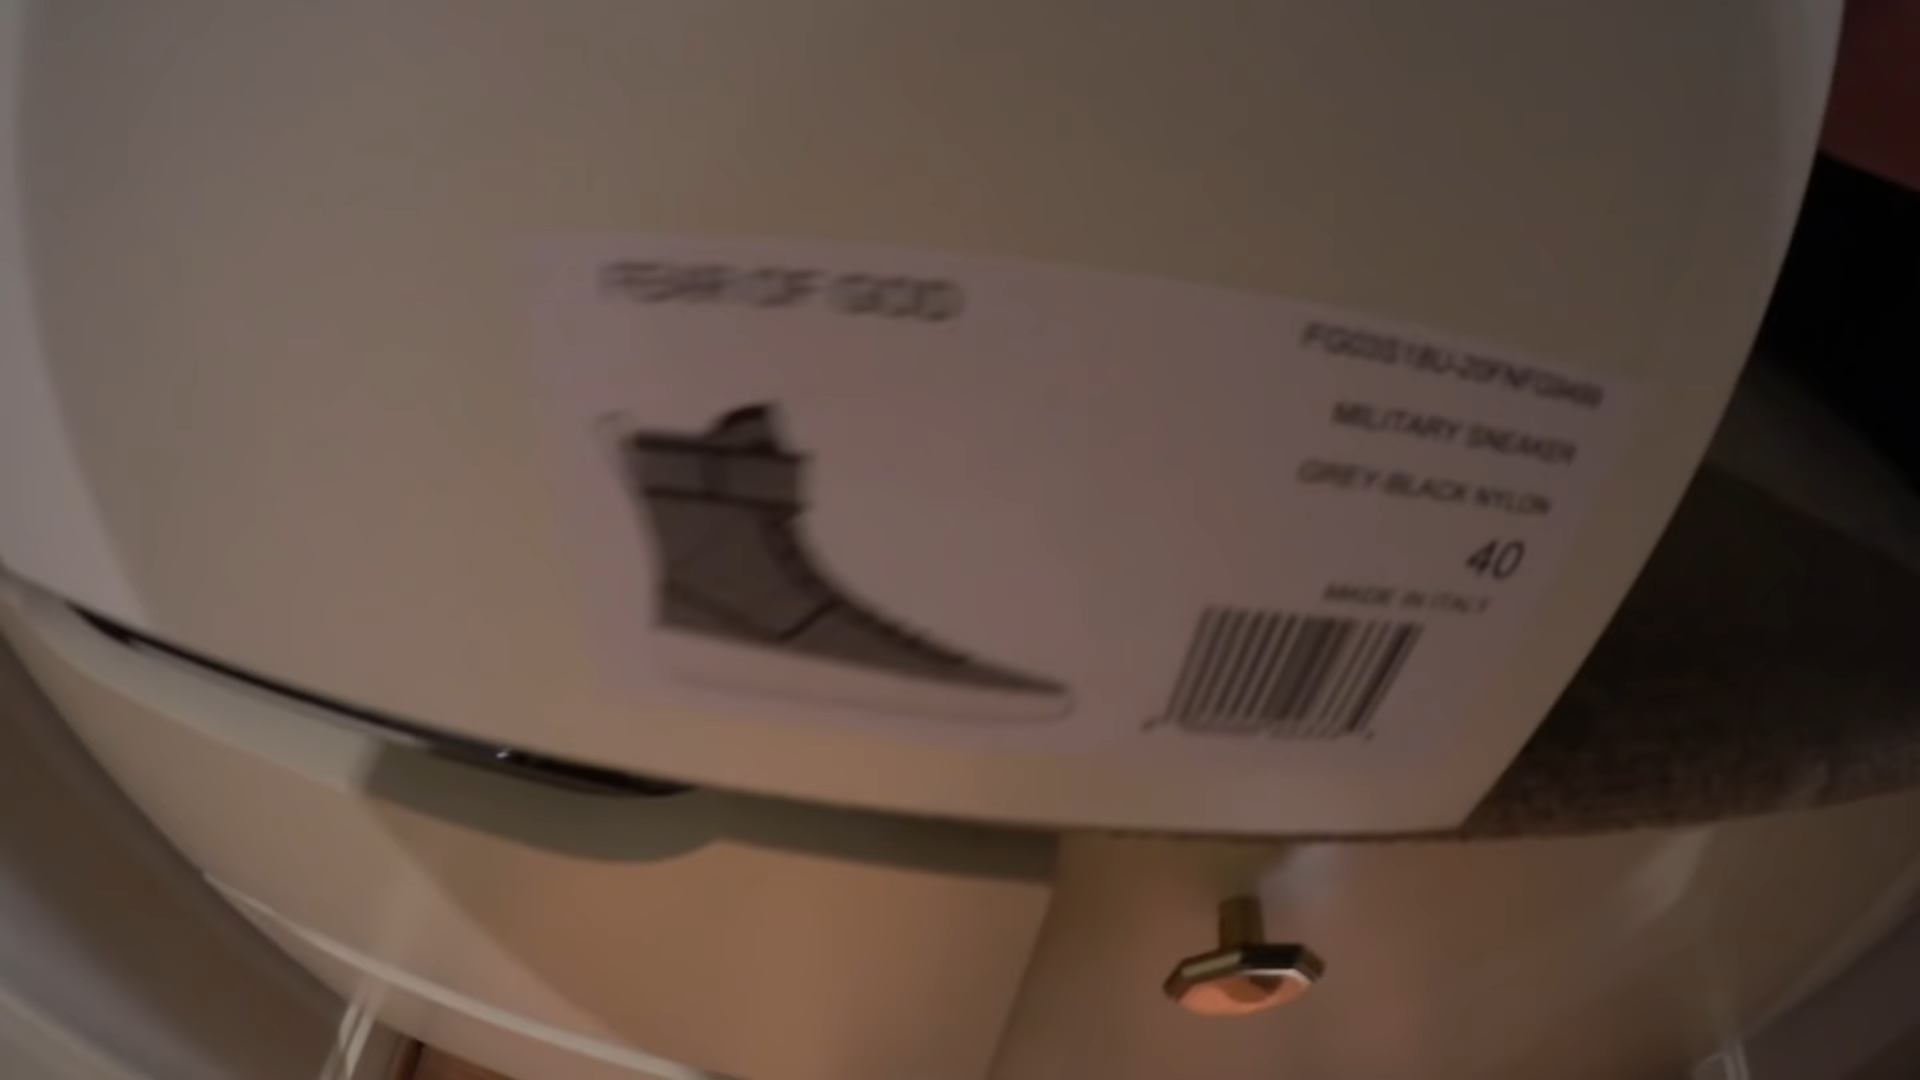 FEAR OF GOD
MILITARY SNEAKER
GREY-BLACK NYLON
40
MADE IN ITALY